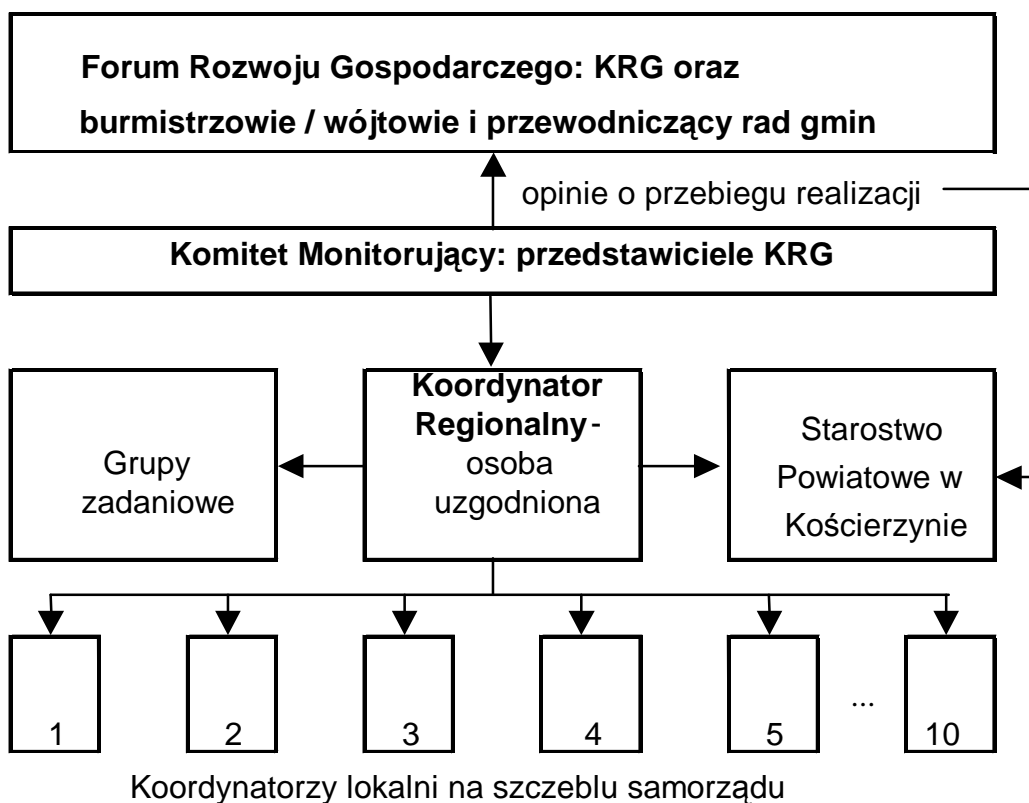 Forum Rozwoju Gospodarczego: KRG oraz
burmistrzowie / wójtowie i przewodniczący rad gmin
opinie o przebiegu realizacji
Komitet Monitorujący: przedstawiciele KRG
Grupy
zadaniowe
Koordynator
Regionalny-
osoba
uzgodniona
Starostwo
Powiatowe w
Kościerzynie
1 2 3 4 5 ... 10
Koordynatorzy lokalni na szczeblu samorządu